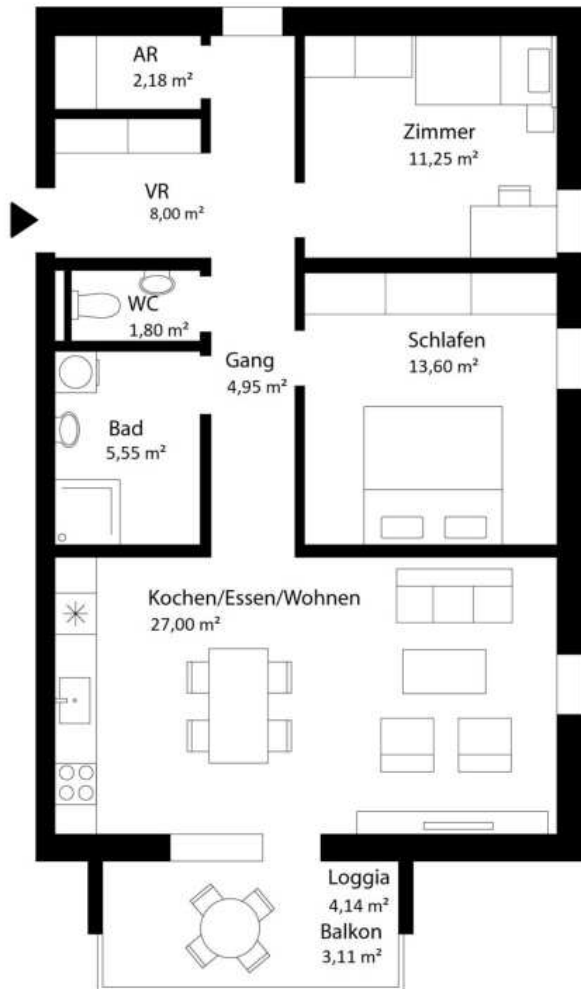 AR
2,18 m²
Zimmer
11,25 m²
VR
8,00 m²
WC
1,80 m²
Gang
4,95 m²
Schlafen
13,60 m²
Bad
5,55 m²
Kochen/Essen/Wohnen
27,00 m²
Loggia
4,14 m²
Balkon
3,11 m²